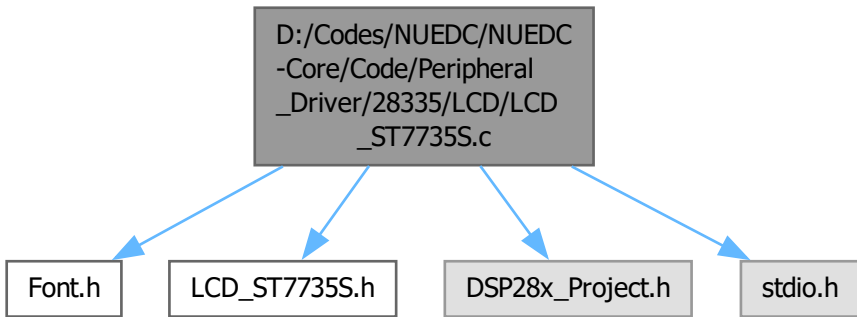 D:/Codes/NUEDC/NUEDC
-Core/Code/Peripheral
_Driver/28335/LCD/LCD
_ST7735S.c
Font.h
LCD_ST7735S.h
DSP28x_Project.h
stdio.h